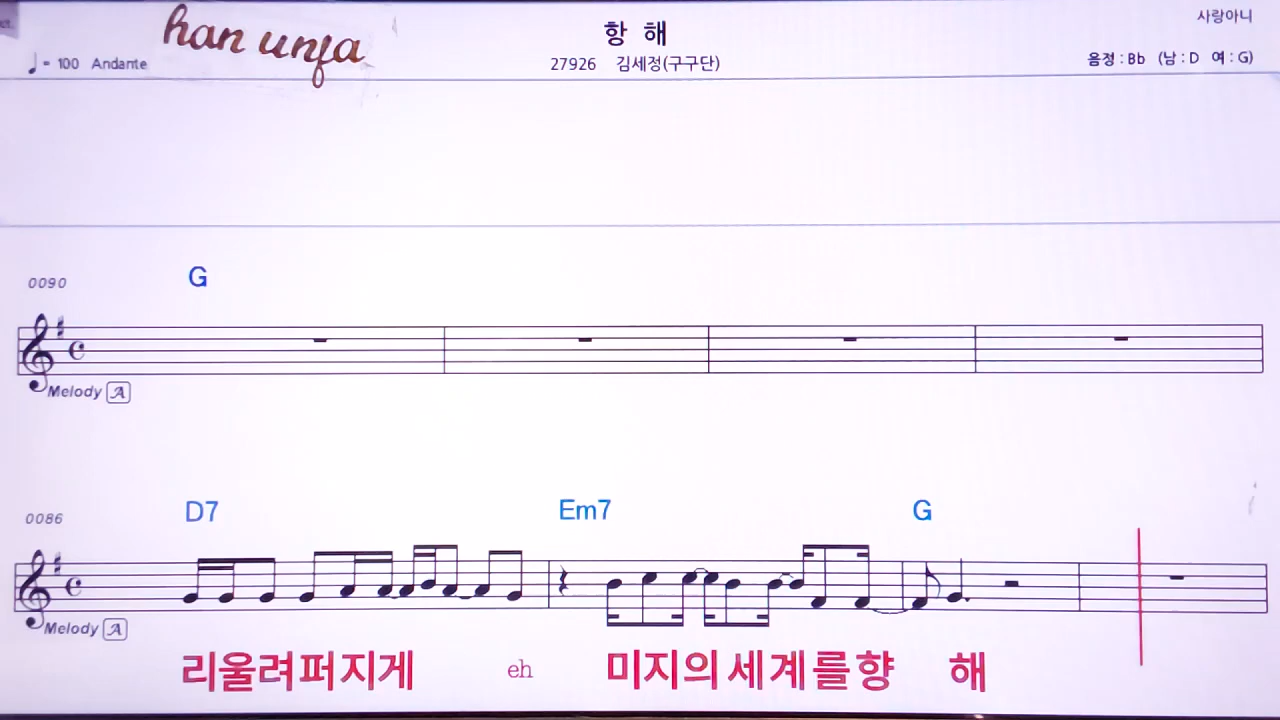 han unja
항 해
사랑아니
♩= 100 Andante
27926 김세정(구구단)
음정 : Bb (남 : D 여 : G)
0090
G
Melody A
0086
D7 Em7 G
Melody A
리울려퍼지게 eh 미지의세계를향 해